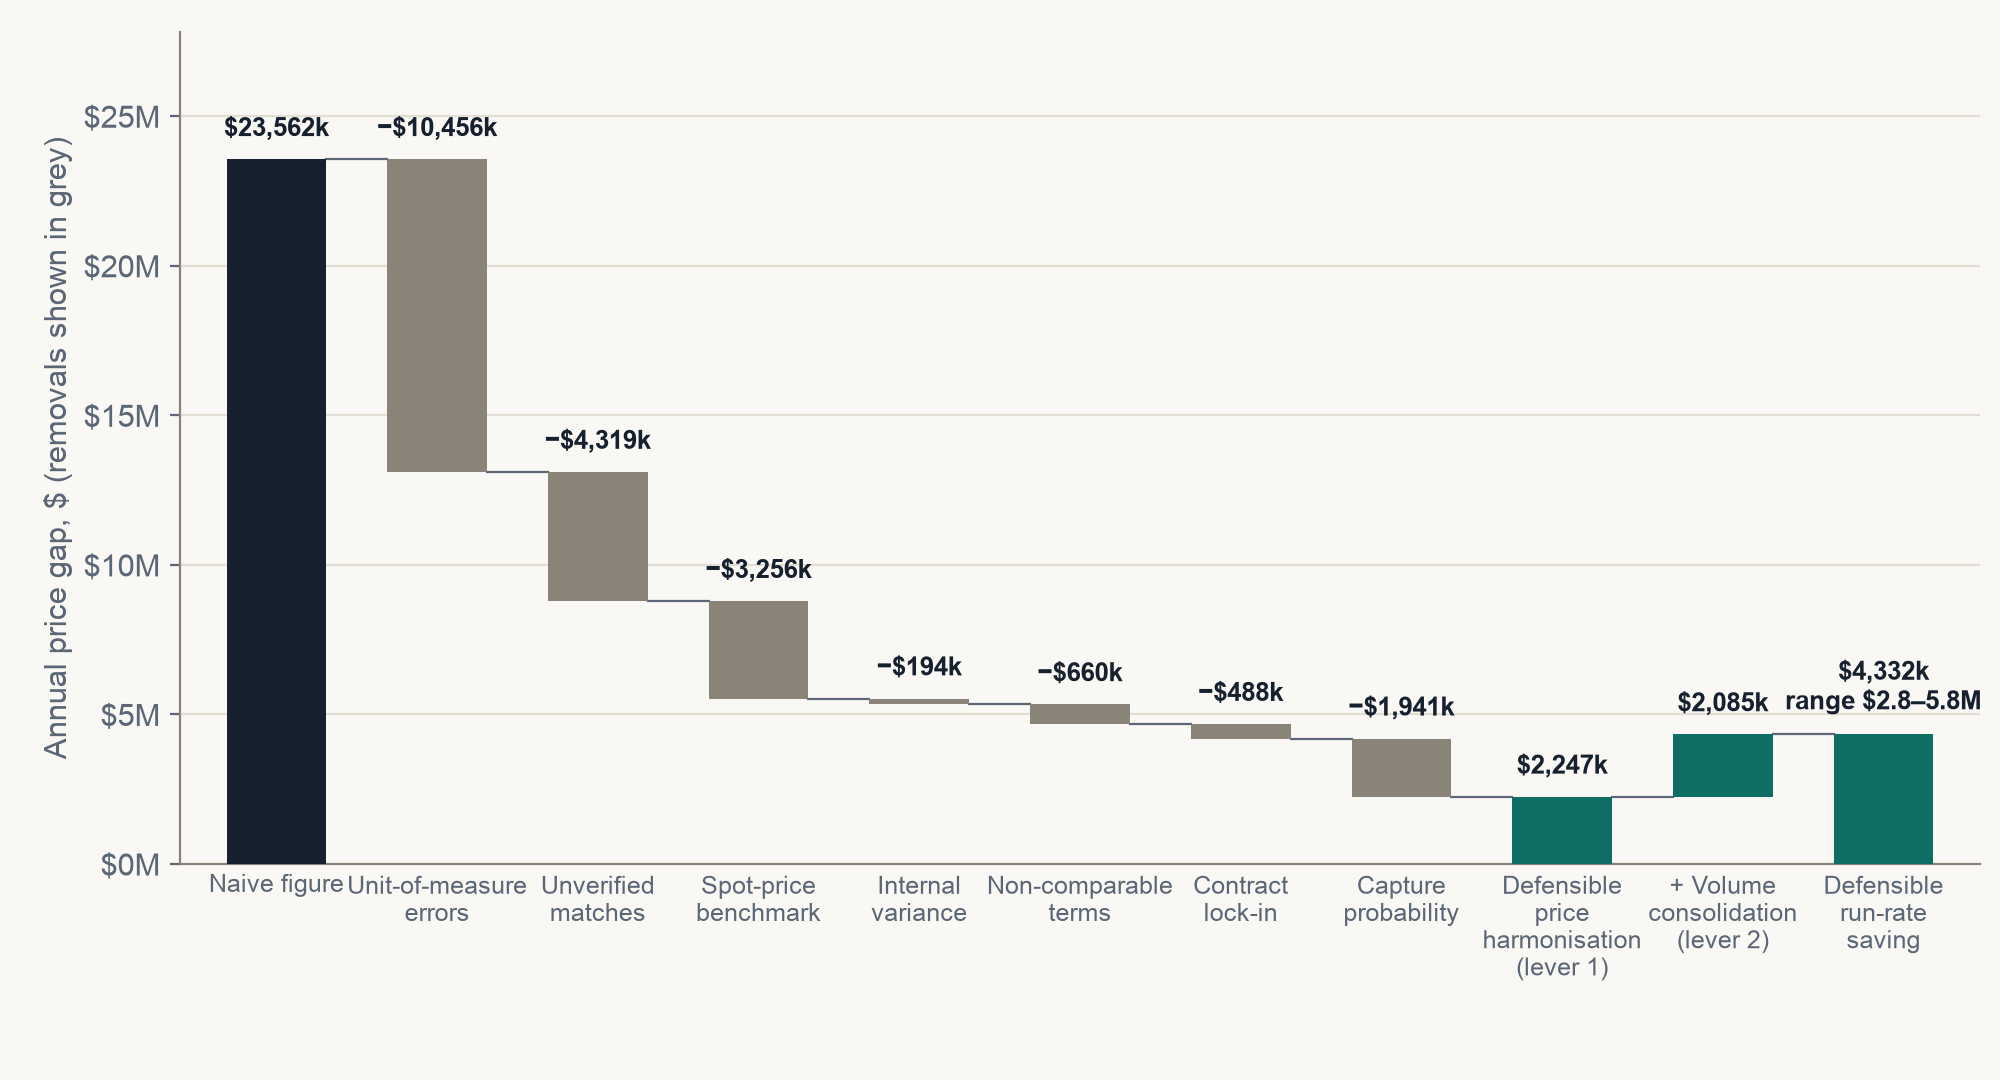 Annual price gap, $ (removals shown in grey)
$25M
$20M
$15M
$10M
$5M
$0M
$23,562k
−$10,456k
−$4,319k
−$3,256k
−$194k
−$660k
−$488k
−$1,941k
$2,247k
$2,085k
$4,332k
range $2.8–5.8M
Naive figure
Unit-of-measure
errors
Unverified
matches
Spot-price
benchmark
Internal
variance
Non-comparable
terms
Contract
lock-in
Capture
probability
Defensible
price
harmonisation
(lever 1)
+ Volume
consolidation
(lever 2)
Defensible
run-rate
saving